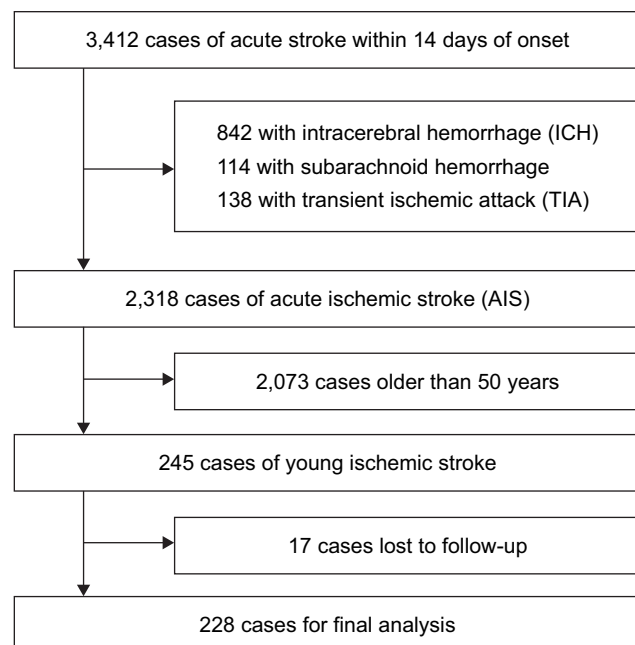 3,412 cases of acute stroke within 14 days of onset
842 with intracerebral hemorrhage (ICH)
114 with subarachnoid hemorrhage
138 with transient ischemic attack (TIA)
2,318 cases of acute ischemic stroke (AIS)
2,073 cases older than 50 years
245 cases of young ischemic stroke
17 cases lost to follow-up
228 cases for final analysis